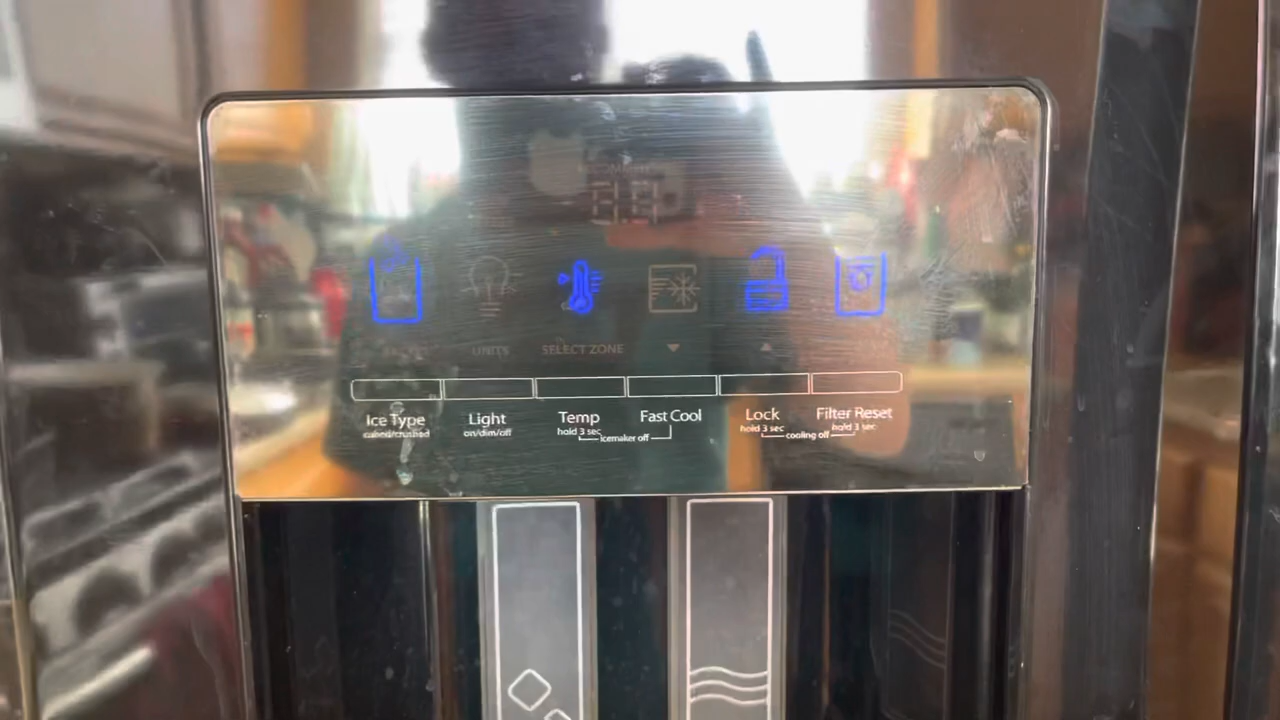 UNITS SELECT ZONE
Ice Type Light Temp Fast Cool Lock Filter Reset
cubed/crushed on/dim/off hold 3 sec hold 3 sec hold 3 sec
icemaker off cooling off